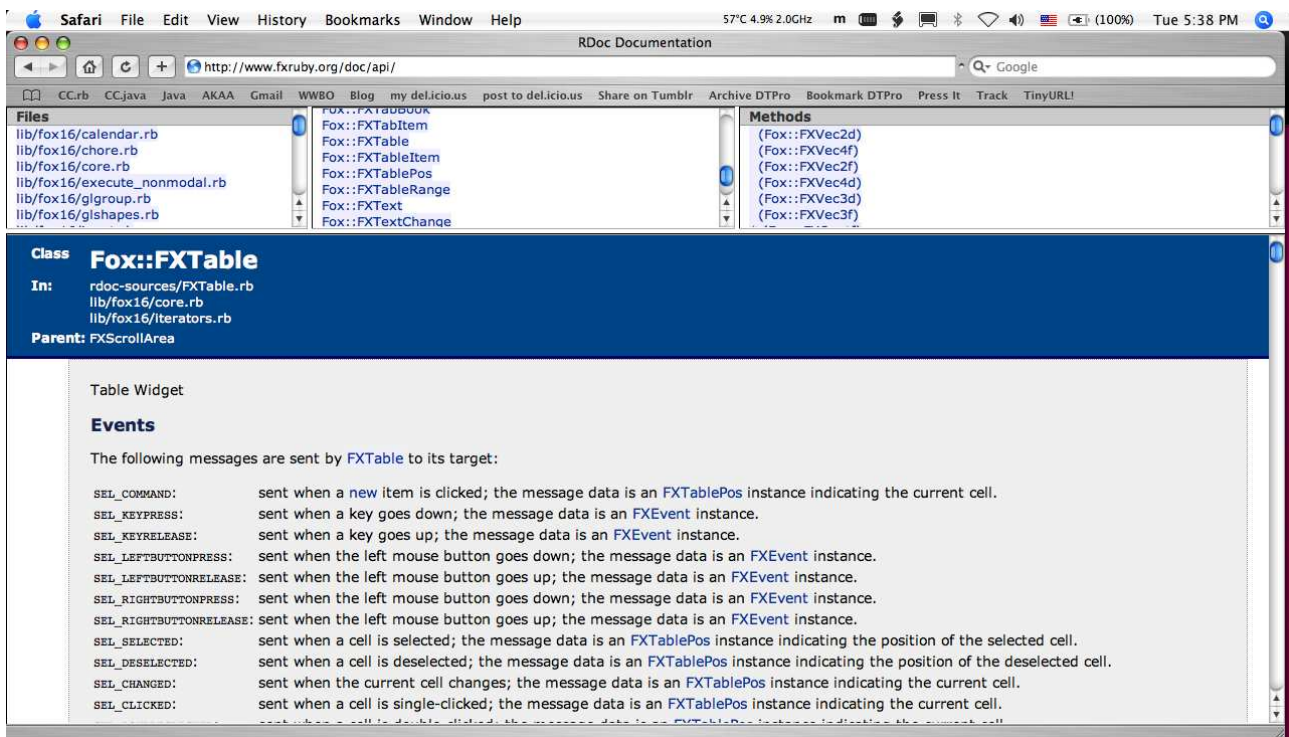 Safari File Edit View History Bookmarks Window Help 57°C 4.9% 2.0GHz m (100%) Tue 5:38 PM
RDoc Documentation
http://www.fxruby.org/doc/api/ Google
CC.rb CC.java Java AKAA Gmail WWBO Blog my del.icio.us post to del.icio.us Share on Tumblr Archive DTPro Bookmark DTPro Press It Track TinyURL!
Files
lib/fox16/calendar.rb
lib/fox16/chore.rb
lib/fox16/core.rb
lib/fox16/execute_nonmodal.rb
lib/fox16/glgroup.rb
lib/fox16/glshapes.rb
Fox::FXTabBook
Fox::FXTabItem
Fox::FXTable
Fox::FXTableItem
Fox::FXTablePos
Fox::FXTableRange
Fox::FXText
Fox::FXTextChange
Methods
(Fox::FXVec2d)
(Fox::FXVec4f)
(Fox::FXVec2f)
(Fox::FXVec4d)
(Fox::FXVec3d)
(Fox::FXVec3f)
Class Fox::FXTable
In: rdoc-sources/FXTable.rb
lib/fox16/core.rb
lib/fox16/iterators.rb
Parent: FXScrollArea
Table Widget
Events
The following messages are sent by FXTable to its target:
SEL_COMMAND: sent when a new item is clicked; the message data is an FXTablePos instance indicating the current cell.
SEL_KEYPRESS: sent when a key goes down; the message data is an FXEvent instance.
SEL_KEYRELEASE: sent when a key goes up; the message data is an FXEvent instance.
SEL_LEFTBUTTONPRESS: sent when the left mouse button goes down; the message data is an FXEvent instance.
SEL_LEFTBUTTONRELEASE: sent when the left mouse button goes up; the message data is an FXEvent instance.
SEL_RIGHTBUTTONPRESS: sent when the left mouse button goes down; the message data is an FXEvent instance.
SEL_RIGHTBUTTONRELEASE: sent when the left mouse button goes up; the message data is an FXEvent instance.
SEL_SELECTED: sent when a cell is selected; the message data is an FXTablePos instance indicating the position of the selected cell.
SEL_DESELECTED: sent when a cell is deselected; the message data is an FXTablePos instance indicating the position of the deselected cell.
SEL_CHANGED: sent when the current cell changes; the message data is an FXTablePos instance indicating the current cell.
SEL_CLICKED: sent when a cell is single-clicked; the message data is an FXTablePos instance indicating the current cell.